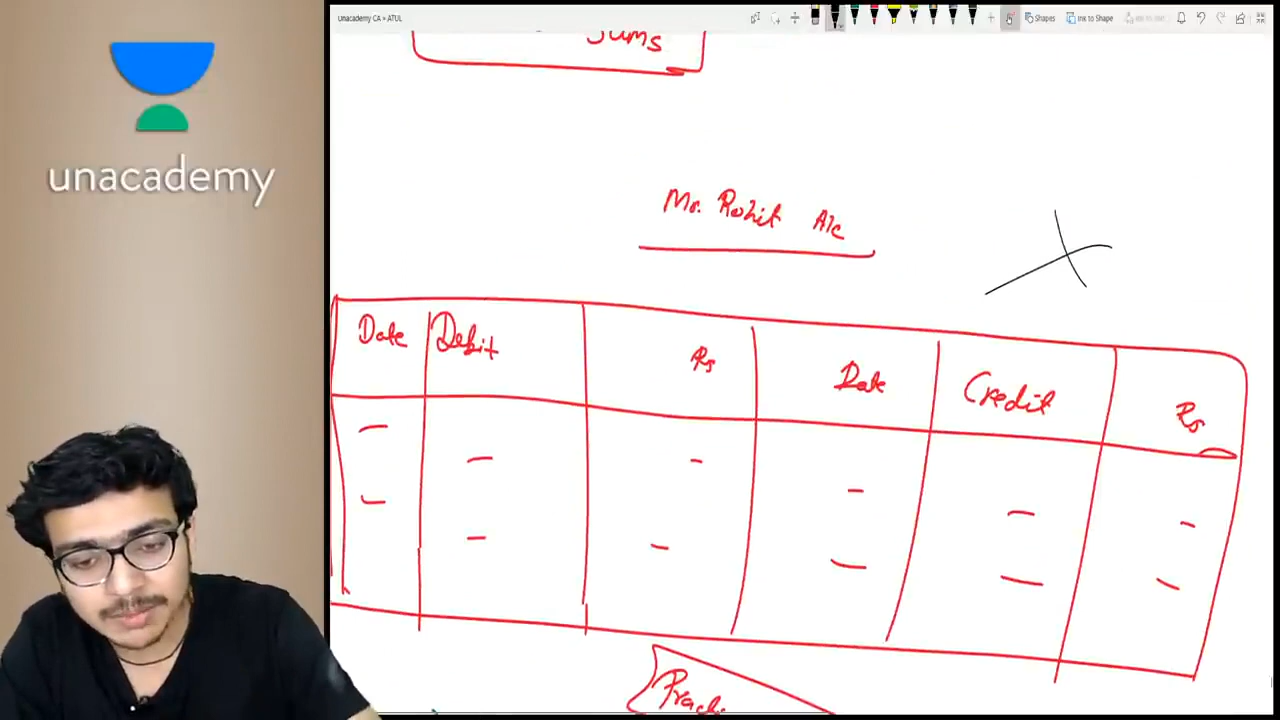 Unacademy CA × ATUL
Shapes
Ink to Shape
unacademy
Sums
Mr. Rohit A/c
Date Debit Rs Date Credit Rs